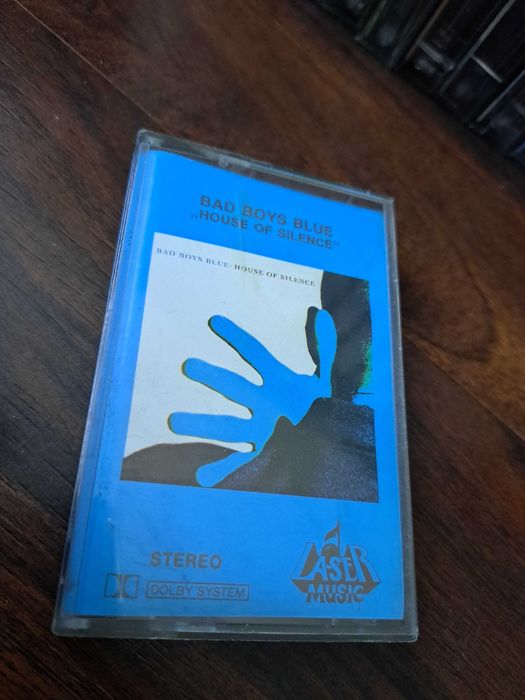 BAD BOYS BLUE
„HOUSE OF SILENCE"
BAD BOYS BLUE·HOUSE OF SILENCE
STEREO
DOLBY SYSTEM
LASER
MUSIC